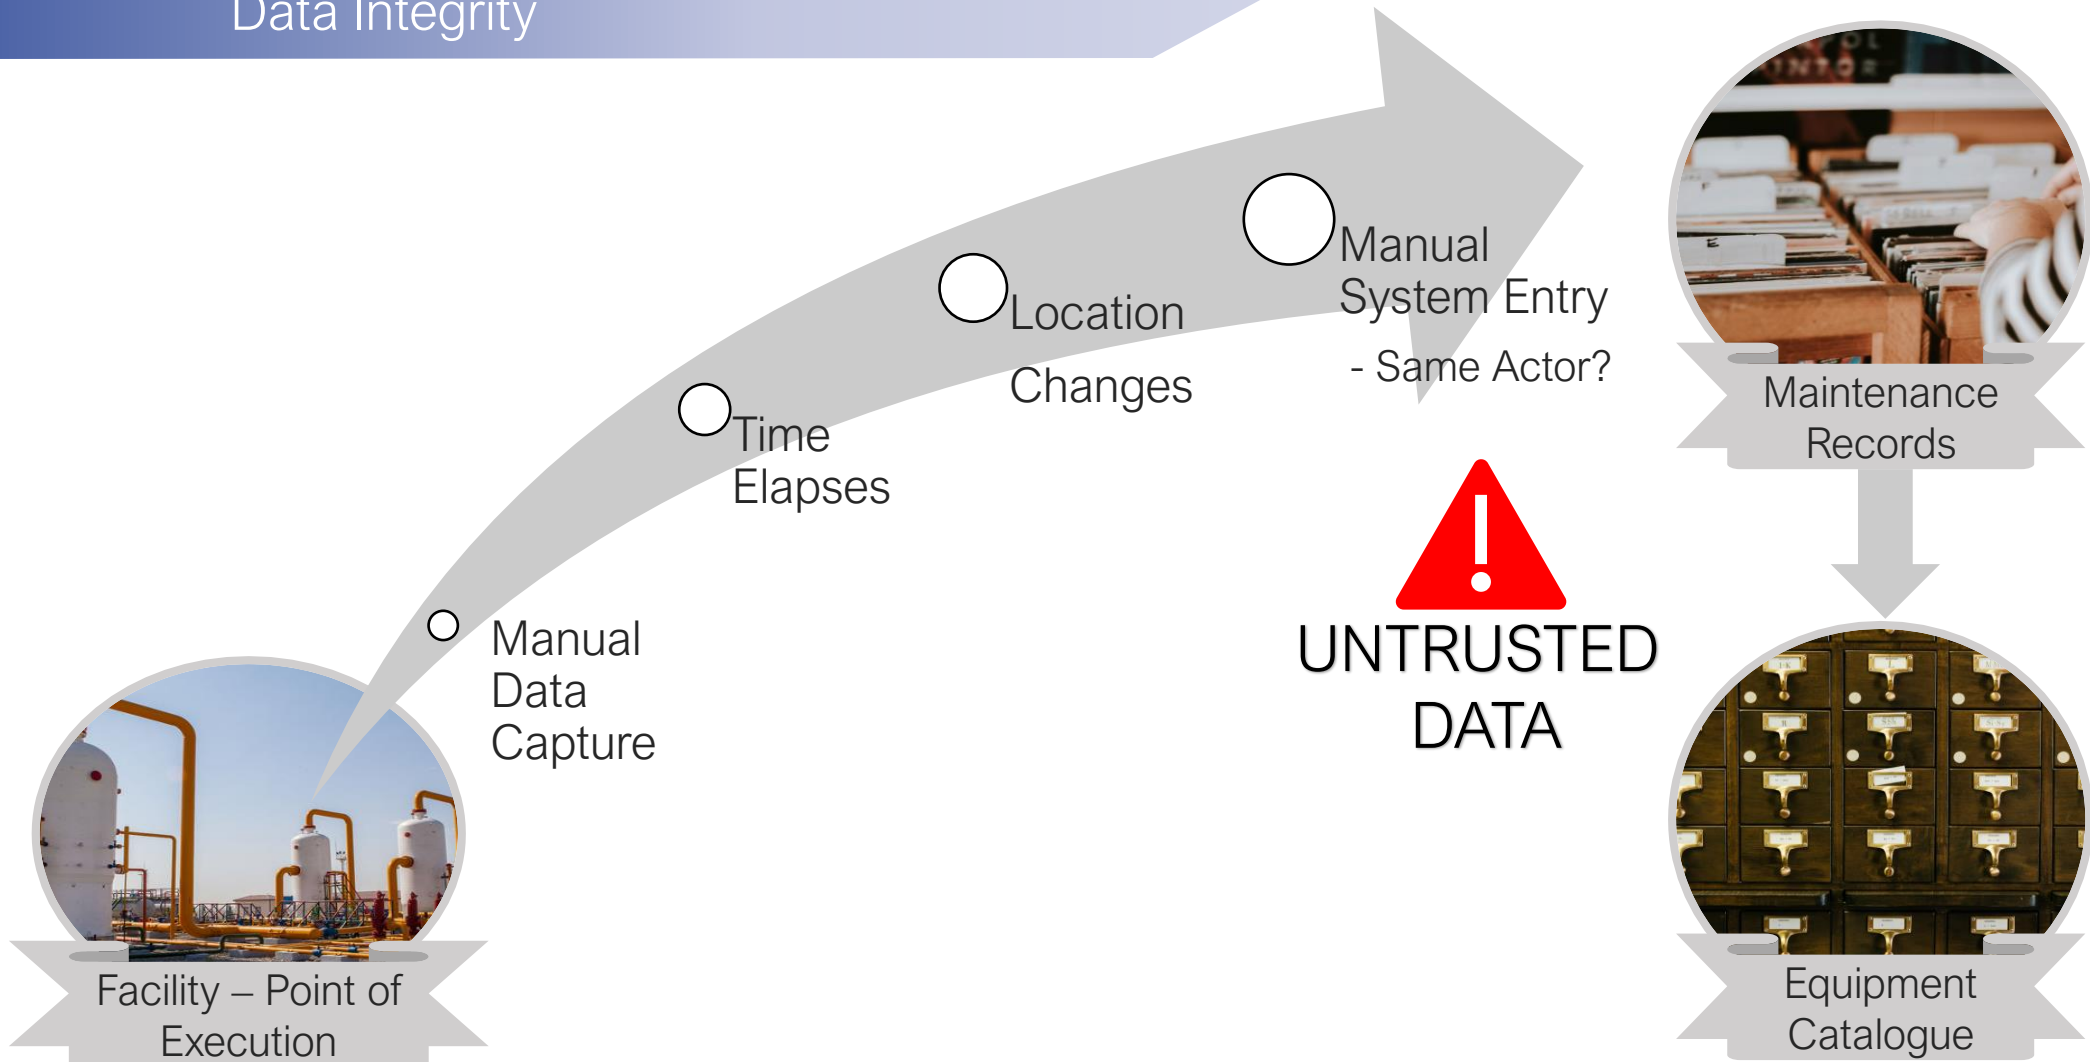 Data Integrity
Manual
System Entry
- Same Actor?
Location
Changes
Time
Elapses
Manual
Data
Capture
UNTRUSTED
DATA
Maintenance
Records
Facility – Point of
Execution
Equipment
Catalogue